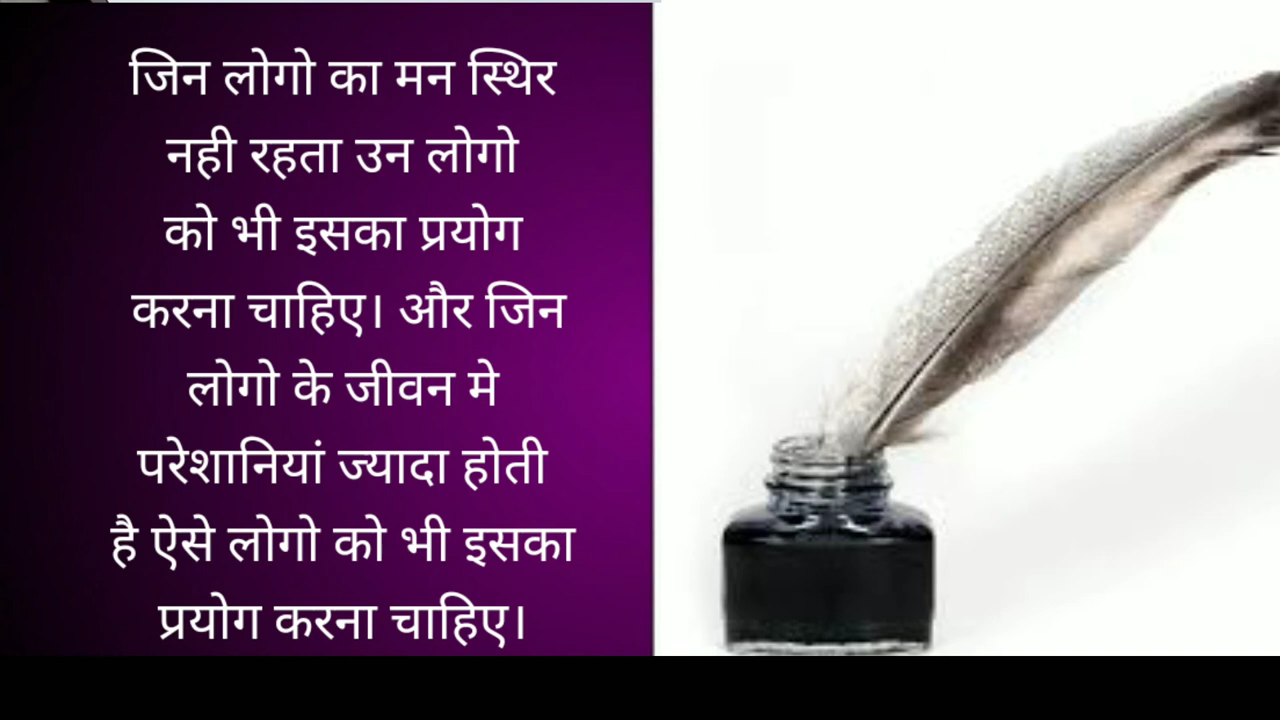 जिन लोगो का मन स्थिर
नही रहता उन लोगो
को भी इसका प्रयोग
करना चाहिए। और जिन
लोगो के जीवन मे
परेशानियां ज्यादा होती
है ऐसे लोगो को भी इसका
प्रयोग करना चाहिए।